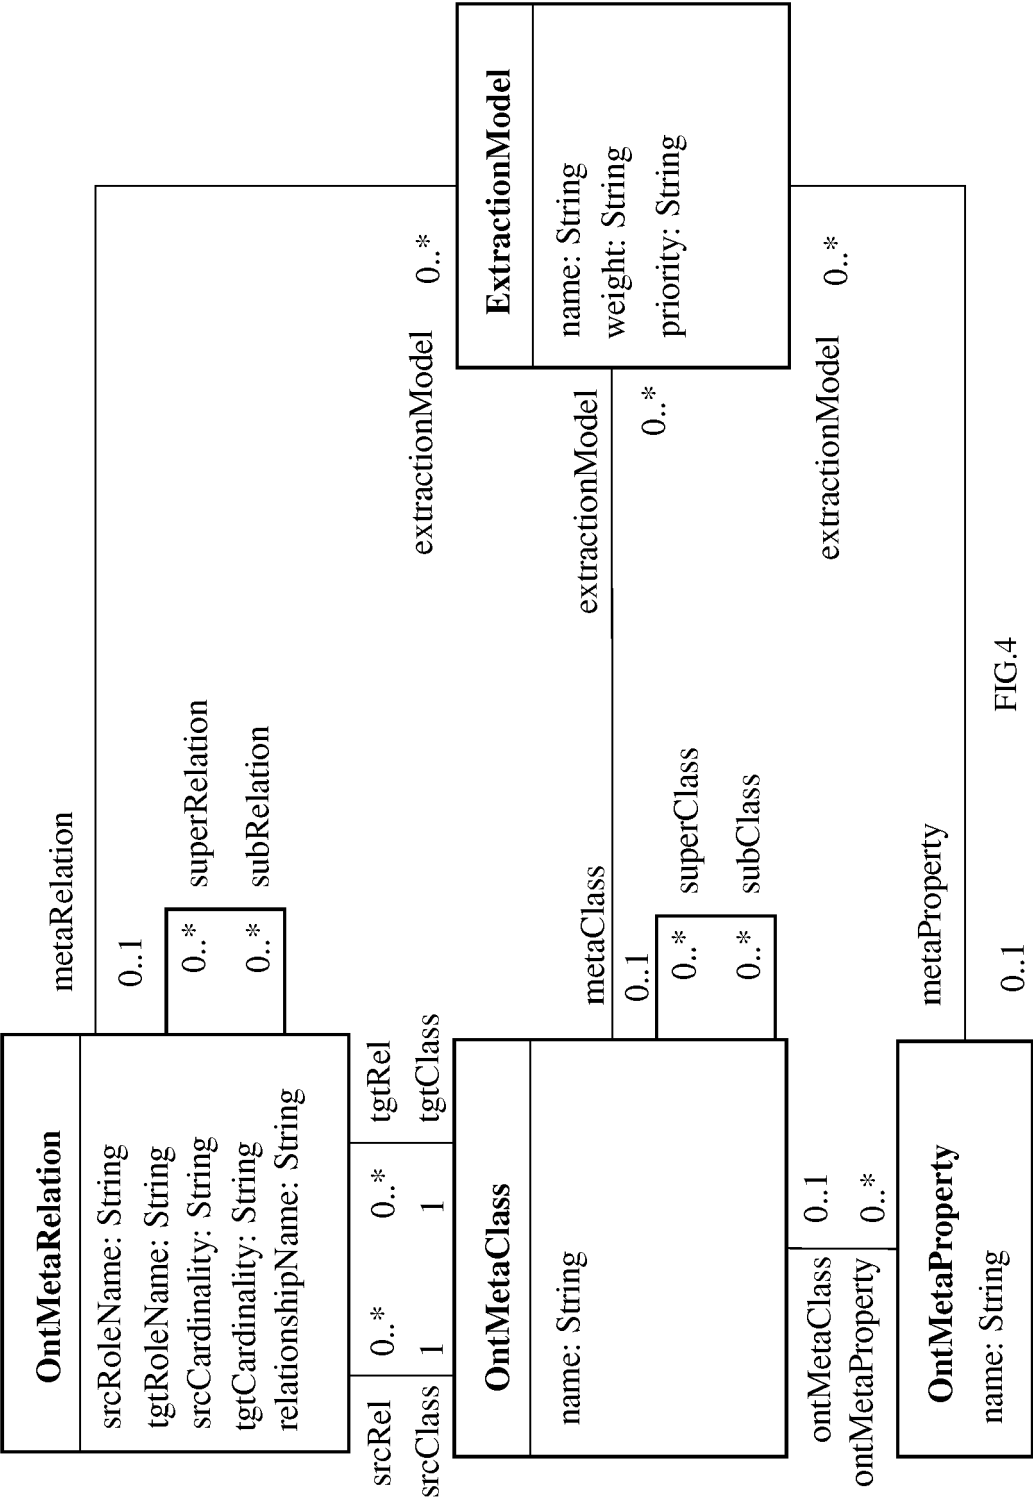 OntMetaRelation
srcRoleName: String
tgtRoleName: String
srcCardinality: String
tgtCardinality: String
relationshipName: String
metaRelation
0..1
0..*
superRelation
0..*
subRelation
extractionModel
0..*
srcRel
0..*
0..*
tgtRel
srcClass
1
1
tgtClass
OntMetaClass
name: String
metaClass
0..1
0..*
superClass
0..*
subClass
extractionModel
0..*
ExtractionModel
name: String
weight: String
priority: String
ontMetaClass
0..1
ontMetaProperty
0..*
extractionModel
0..*
OntMetaProperty
name: String
metaProperty
0..1
FIG.4